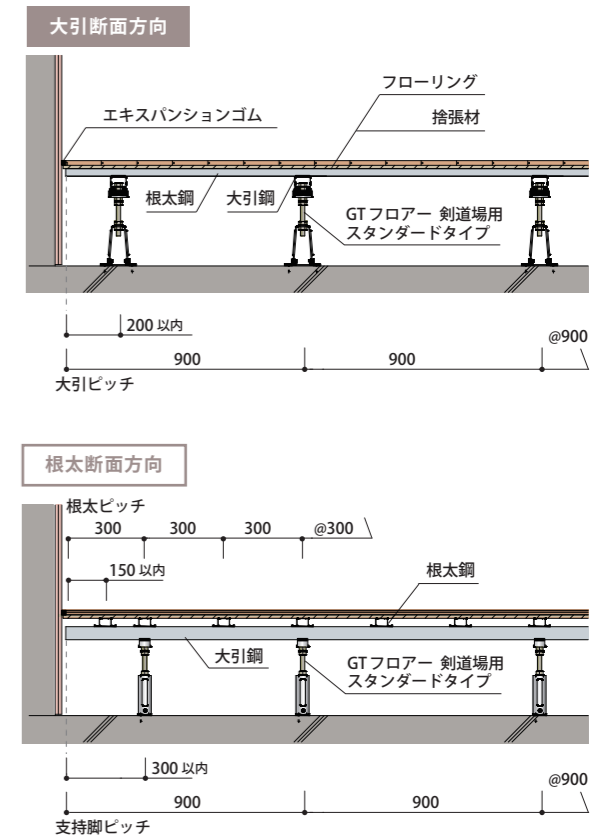 大引断面方向
フローリング
エキスパンションゴム
捨張材
根太鋼
大引鋼
GTフロアー 剣道場用
スタンダードタイプ
200 以内
@900
900
900
大引ピッチ
根太断面方向
根太ピッチ
300
300
300
@300
150 以内
根太鋼
大引鋼
GTフロアー 剣道場用
スタンダードタイプ
300 以内
@900
900
900
支持脚ピッチ